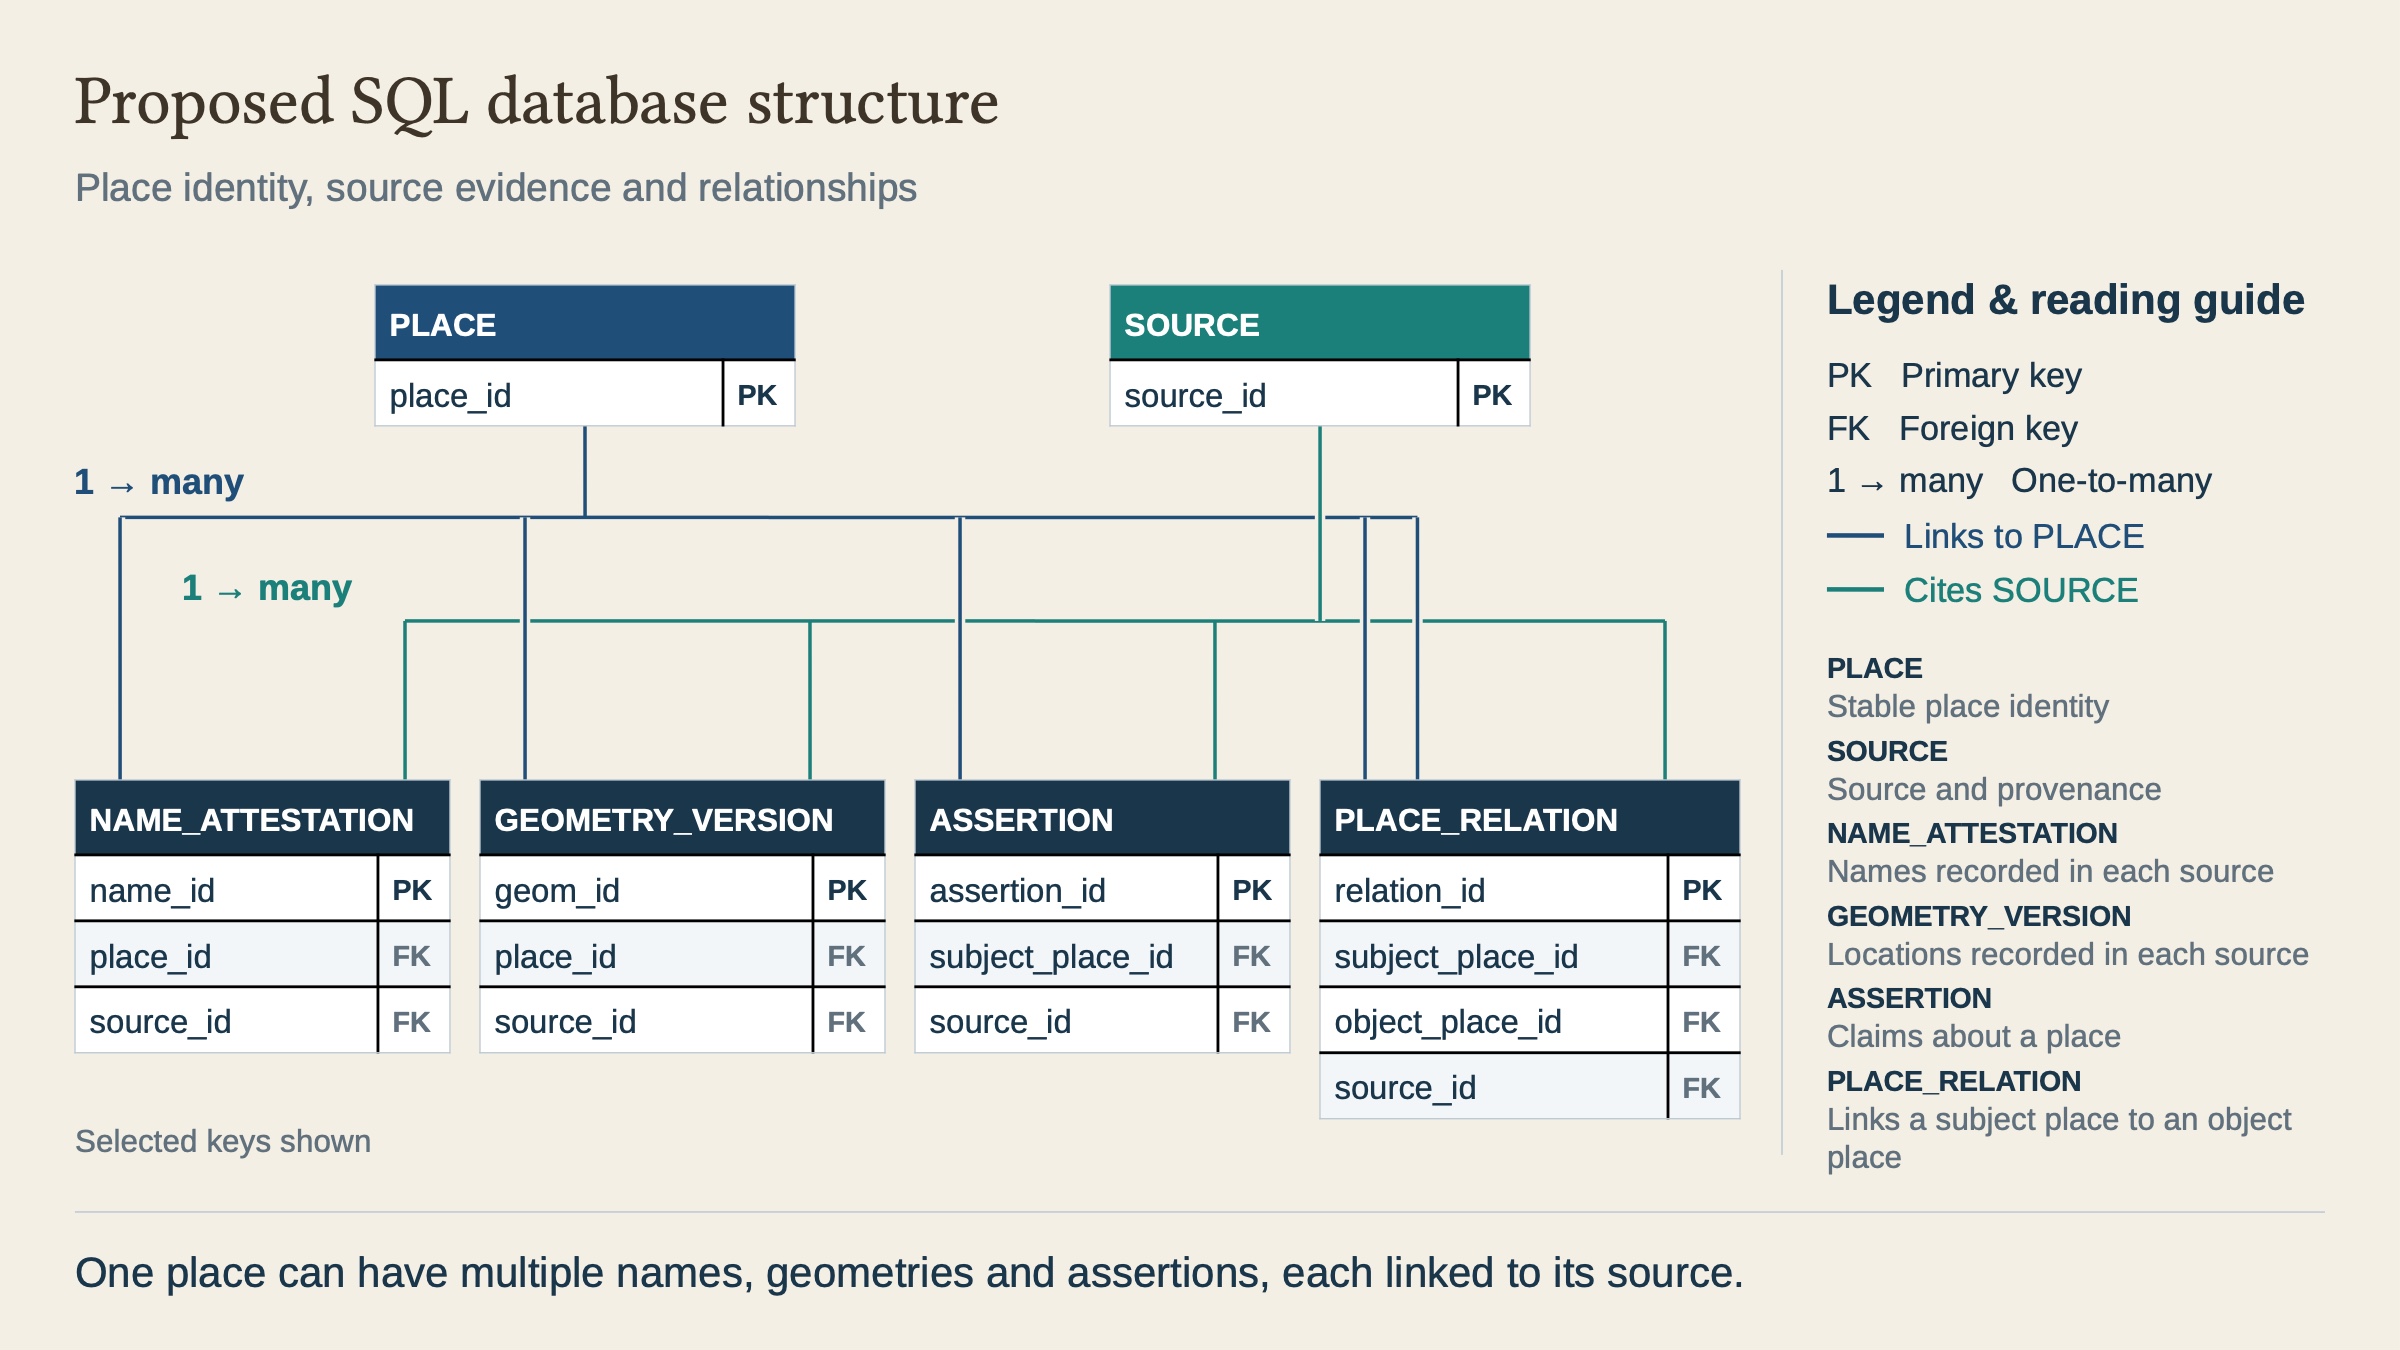 Proposed SQL database structure
Place identity, source evidence and relationships
PLACE
place_id PK
SOURCE
source_id PK
1 → many
1 → many
NAME_ATTESTATION
name_id PK
place_id FK
source_id FK
GEOMETRY_VERSION
geom_id PK
place_id FK
source_id FK
ASSERTION
assertion_id PK
subject_place_id FK
source_id FK
PLACE_RELATION
relation_id PK
subject_place_id FK
object_place_id FK
source_id FK
Selected keys shown
Legend & reading guide
PK Primary key
FK Foreign key
1 → many One-to-many
Links to PLACE
Cites SOURCE
PLACE
Stable place identity
SOURCE
Source and provenance
NAME_ATTESTATION
Names recorded in each source
GEOMETRY_VERSION
Locations recorded in each source
ASSERTION
Claims about a place
PLACE_RELATION
Links a subject place to an object
place
One place can have multiple names, geometries and assertions, each linked to its source.